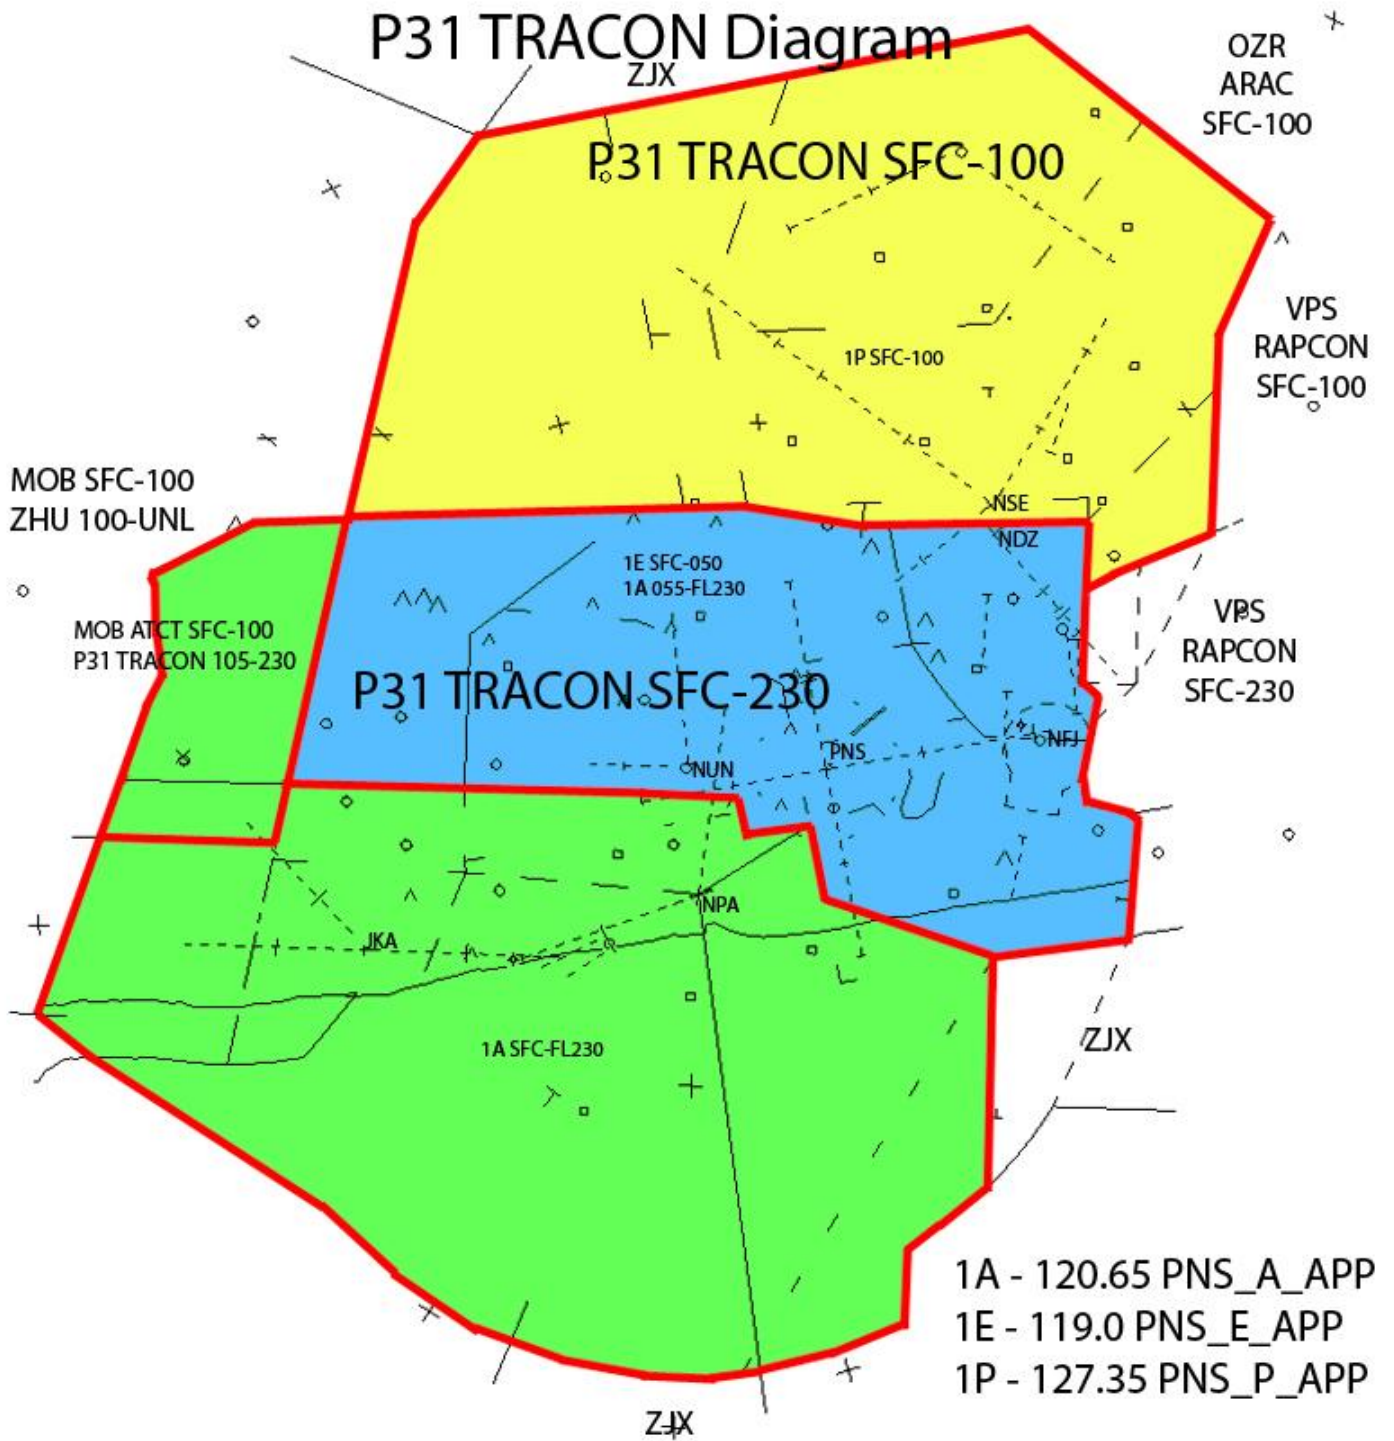 P31 TRACON Diagram
ZJX
OZR
ARAC
SFC-100
P31 TRACON SFC-100
VPS
RAPCON
SFC-100
1P SFC-100
MOB SFC-100
ZHU 100-UNL
NSE
NDZ
1E SFC-050
1A 055-FL230
MOB ATCT SFC-100
P31 TRACON 105-230
VPS
RAPCON
SFC-230
P31 TRACON SFC-230
NFJ
PNS
NUN
NPA
JKA
ZJX
1A SFC-FL230
1A - 120.65 PNS_A_APP
1E - 119.0 PNS_E_APP
1P - 127.35 PNS_P_APP
ZJX